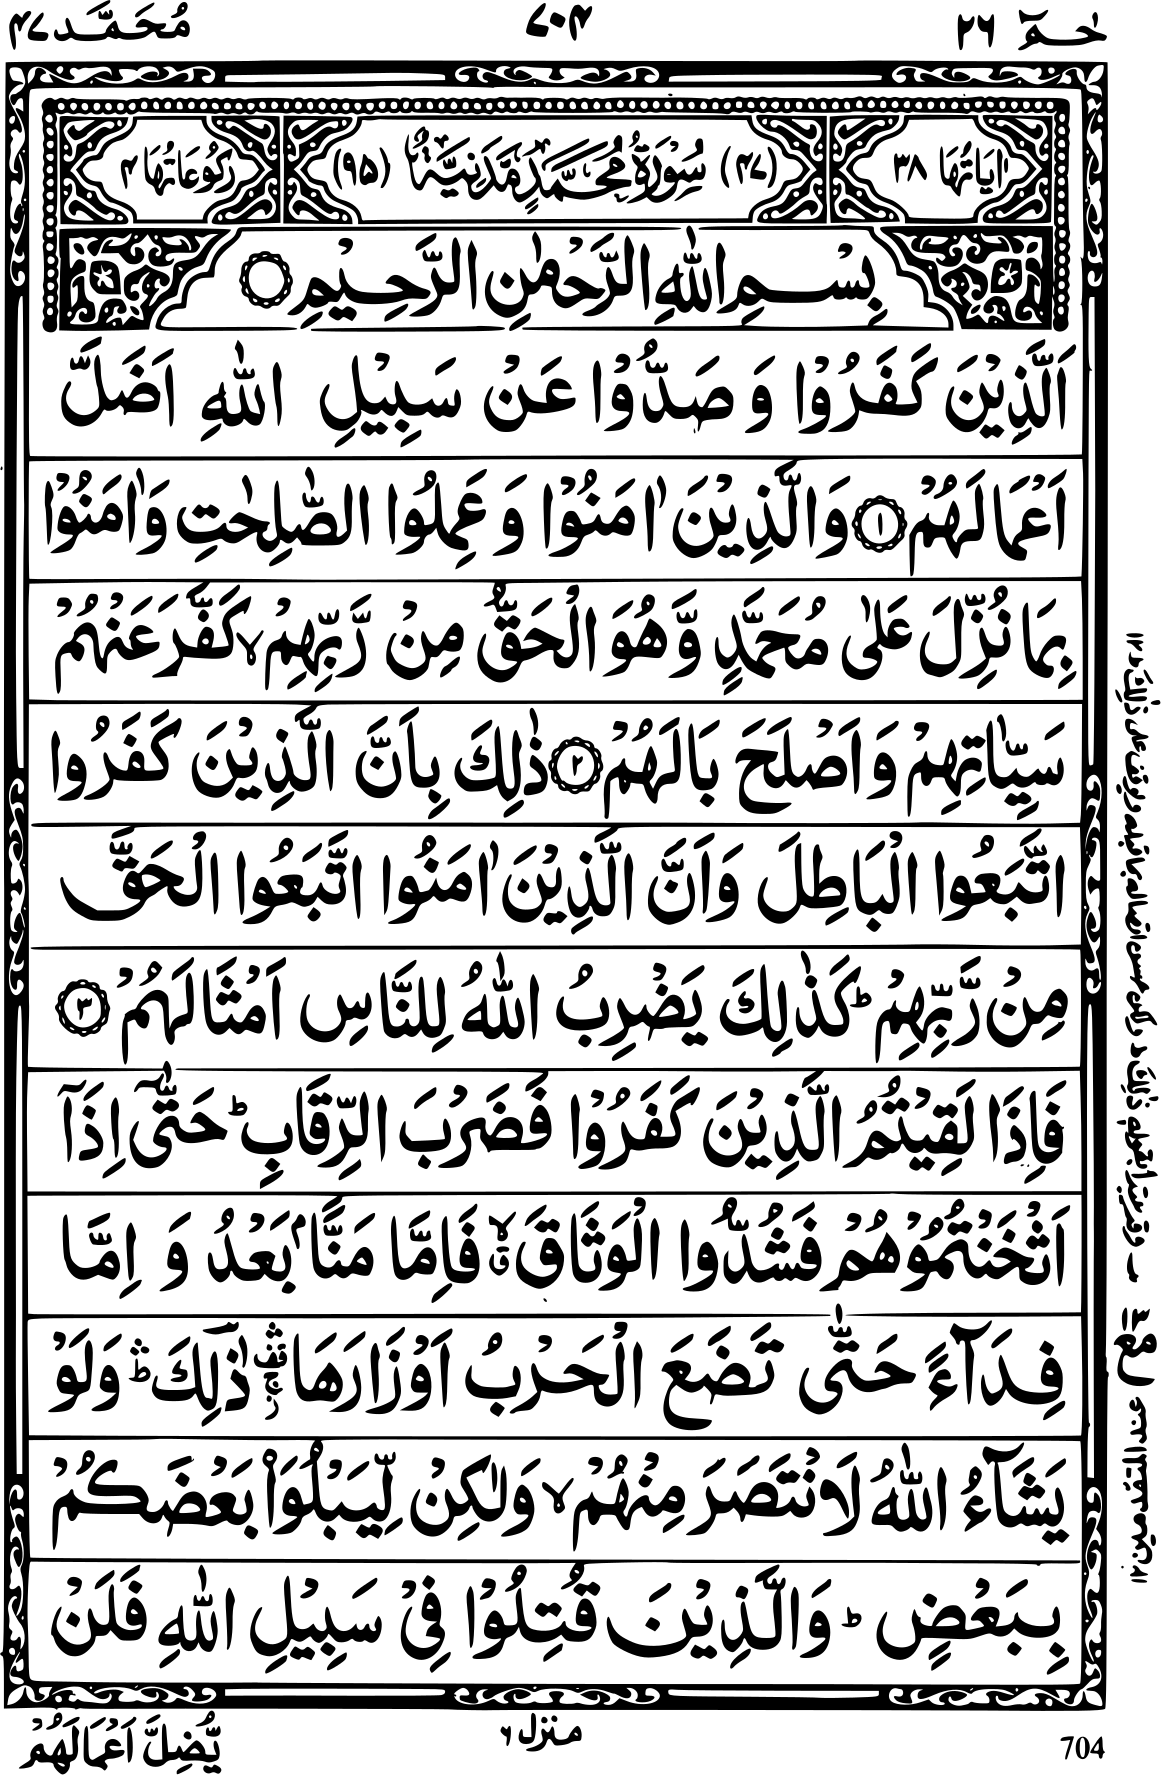 حٰمٓ ٢٦
٧٠٤
مُحَمَّد ٤٧
اٰيَاتُهَا ٣٨
(٤٧) سُوْرَةُ مُحَمَّدٍ مَّدَنِيَّةٌ (٩٥)
رُكُوْعَاتُهَا ٤
بِسْمِ اللّٰهِ الرَّحْمٰنِ الرَّحِيْمِ
اَلَّذِيْنَ كَفَرُوْا وَ صَدُّوْا عَنْ سَبِيْلِ اللّٰهِ اَضَلَّ
اَعْمَالَهُمْ ١ وَالَّذِيْنَ اٰمَنُوْا وَ عَمِلُوا الصّٰلِحٰتِ وَاٰمَنُوْا
بِمَا نُزِّلَ عَلٰى مُحَمَّدٍ وَّهُوَ الْحَقُّ مِنْ رَّبِّهِمْ ۙ كَفَّرَ عَنْهُمْ
سَيِّاٰتِهِمْ وَاَصْلَحَ بَالَهُمْ ٢ ذٰلِكَ بِاَنَّ الَّذِيْنَ كَفَرُوا
اتَّبَعُوا الْبَاطِلَ وَاَنَّ الَّذِيْنَ اٰمَنُوا اتَّبَعُوا الْحَقَّ
مِنْ رَّبِّهِمْ ؕ كَذٰلِكَ يَضْرِبُ اللّٰهُ لِلنَّاسِ اَمْثَالَهُمْ ٣
فَاِذَا لَقِيْتُمُ الَّذِيْنَ كَفَرُوْا فَضَرْبَ الرِّقَابِ ؕ حَتّٰۤى اِذَاۤ
اَثْخَنْتُمُوْهُمْ فَشُدُّوا الْوَثَاقَ ۙ ق فَاِمَّا مَنًّۢا بَعْدُ وَ اِمَّا
فِدَآءً حَتّٰى تَضَعَ الْحَرْبُ اَوْزَارَهَا ۛ ۚ قف ذٰلِكَ ۛ ؕ وَلَوْ
يَشَآءُ اللّٰهُ لَانْتَصَرَ مِنْهُمْ ۙ وَلٰكِنْ لِّيَبْلُوَا۟ بَعْضَكُمْ
بِبَعْضٍ ؕ وَالَّذِيْنَ قُتِلُوْا فِيْ سَبِيْلِ اللّٰهِ فَلَنْ
معٓ
عند المتقدمين ١٢
يُّضِلَّ اَعْمَالَهُمْ
منزل ٦
704